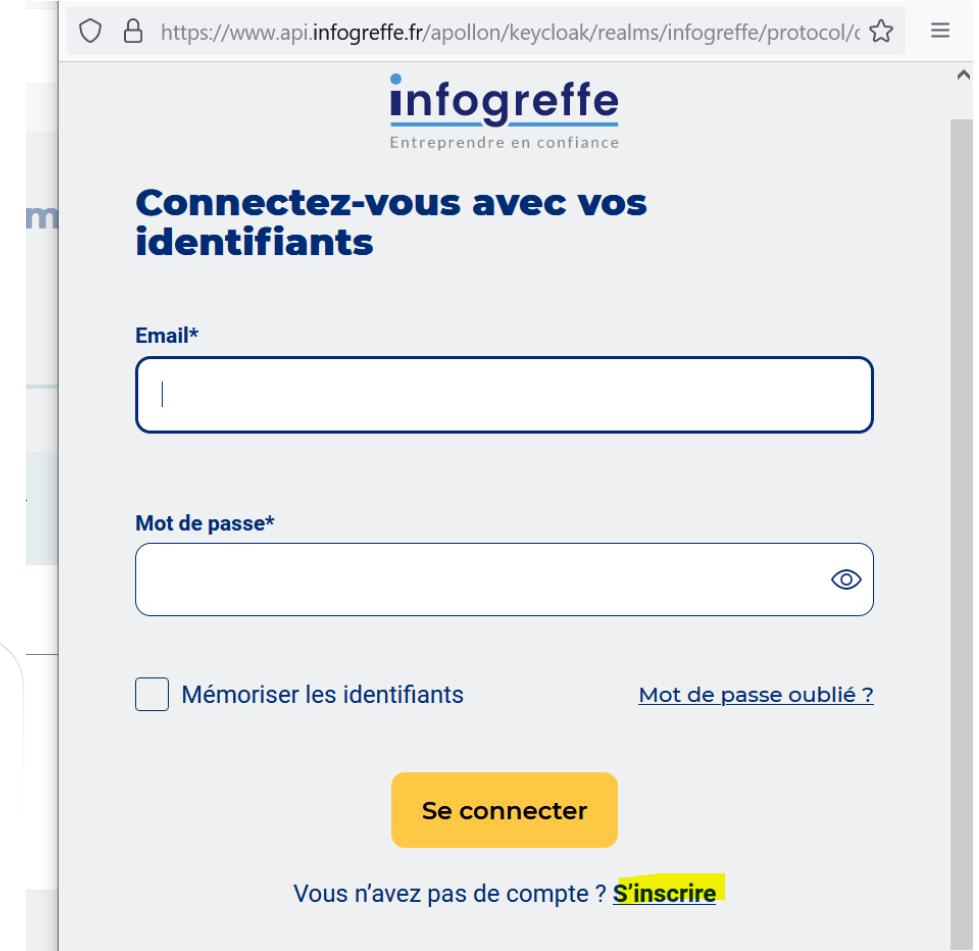 https://www.api.infogreffe.fr/apollon/keycloak/realms/infogreffe/protocol/
infogreffe
Entreprendre en confiance
Connectez-vous avec vos
identifiants
m
Email*
Mot de passe*
Mémoriser les identifiants
Mot de passe oublié ?
Se connecter
Vous n’avez pas de compte ? S’inscrire